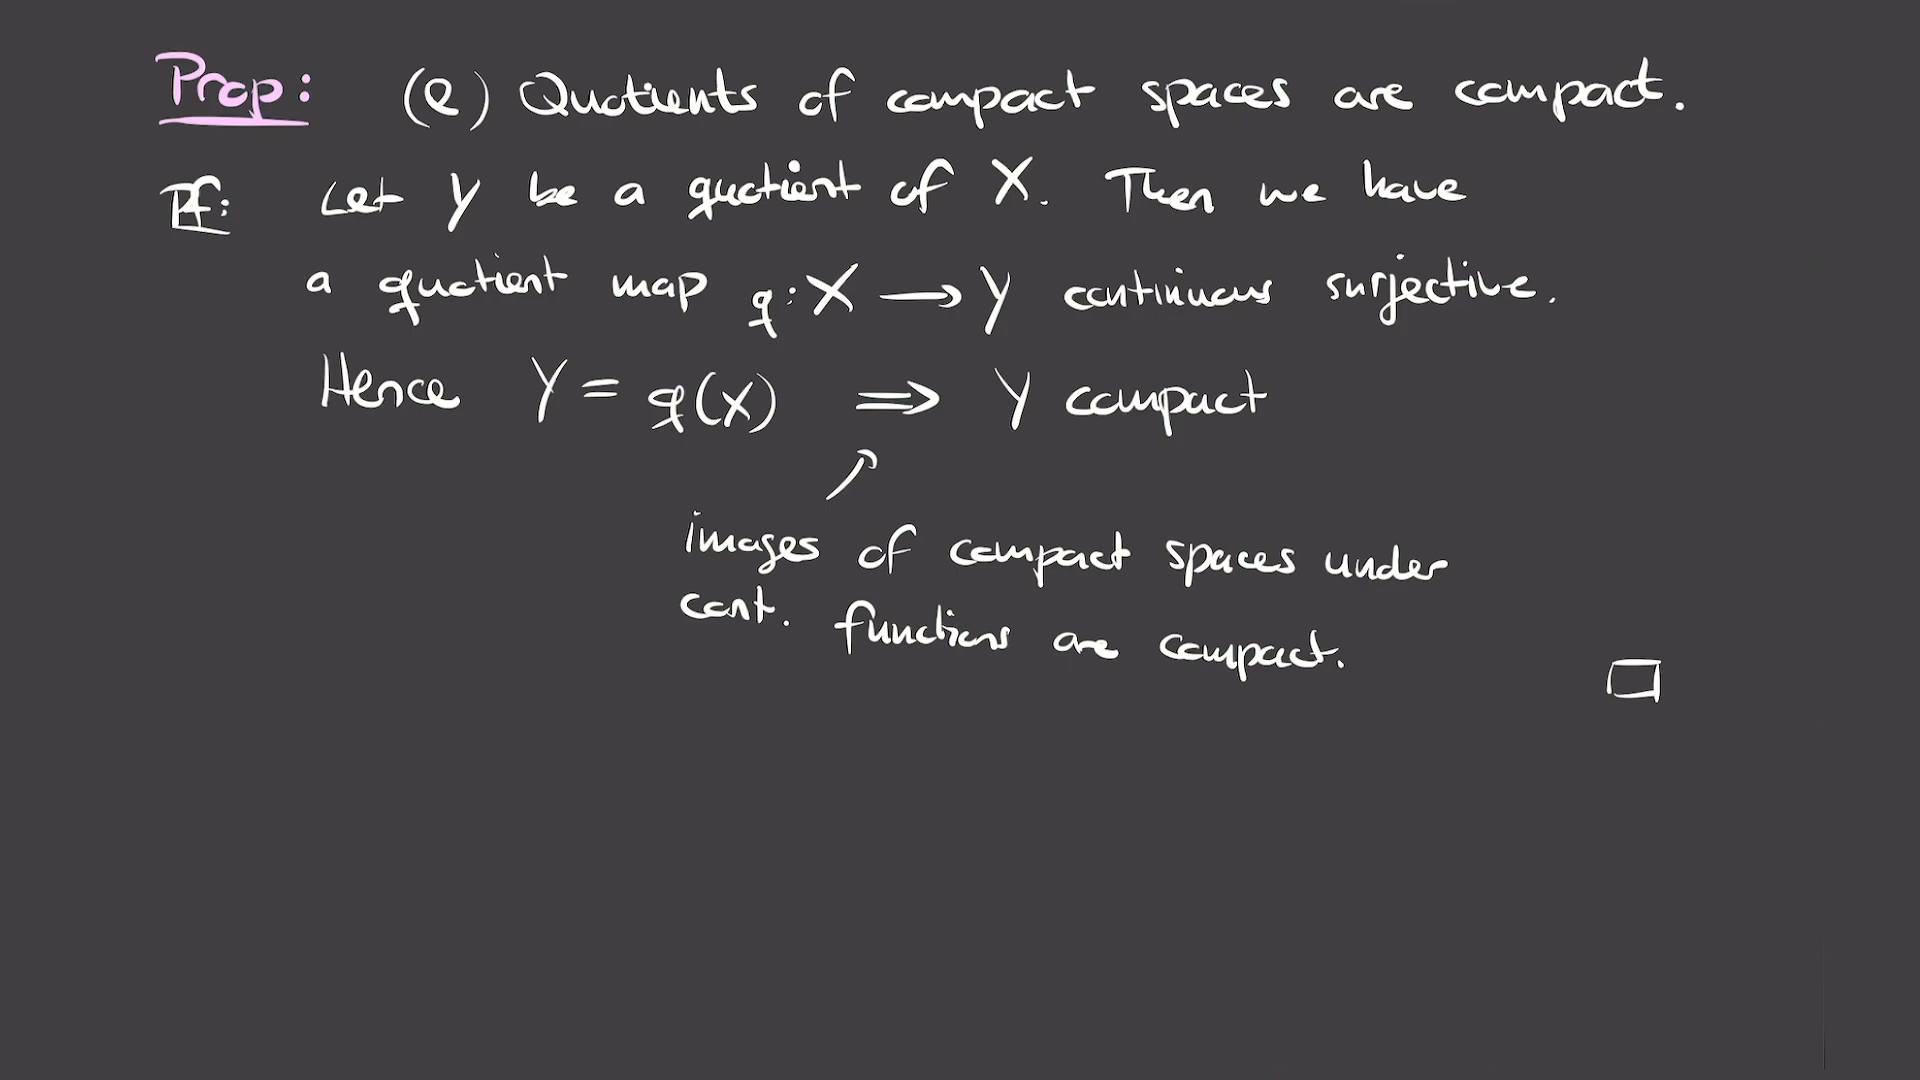 Prop: (e) Quotients of compact spaces are compact.
Pf: Let Y be a quotient of X. Then we have
a quotient map q: X → Y continuous surjective.
Hence Y = q(X) ⇒ Y compact
images of compact spaces under
cont. functions are compact.
□